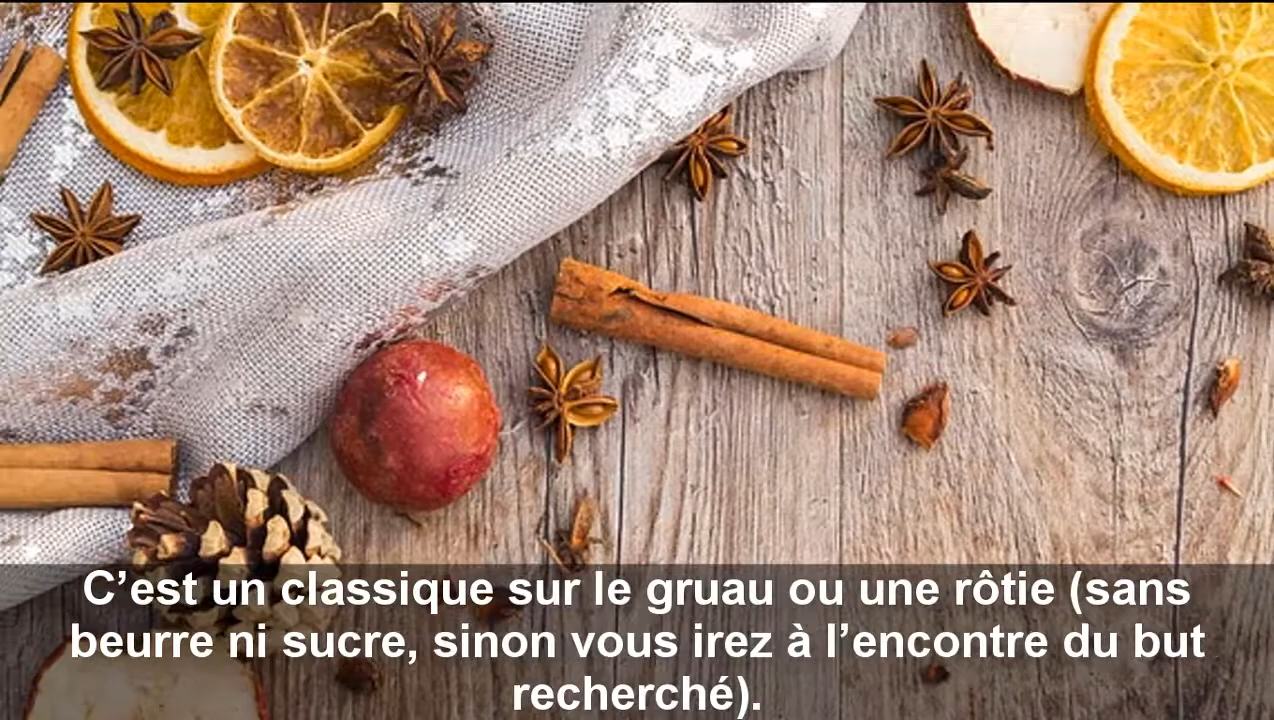 C’est un classique sur le gruau ou une rôtie (sans
beurre ni sucre, sinon vous irez à l’encontre du but
recherché).